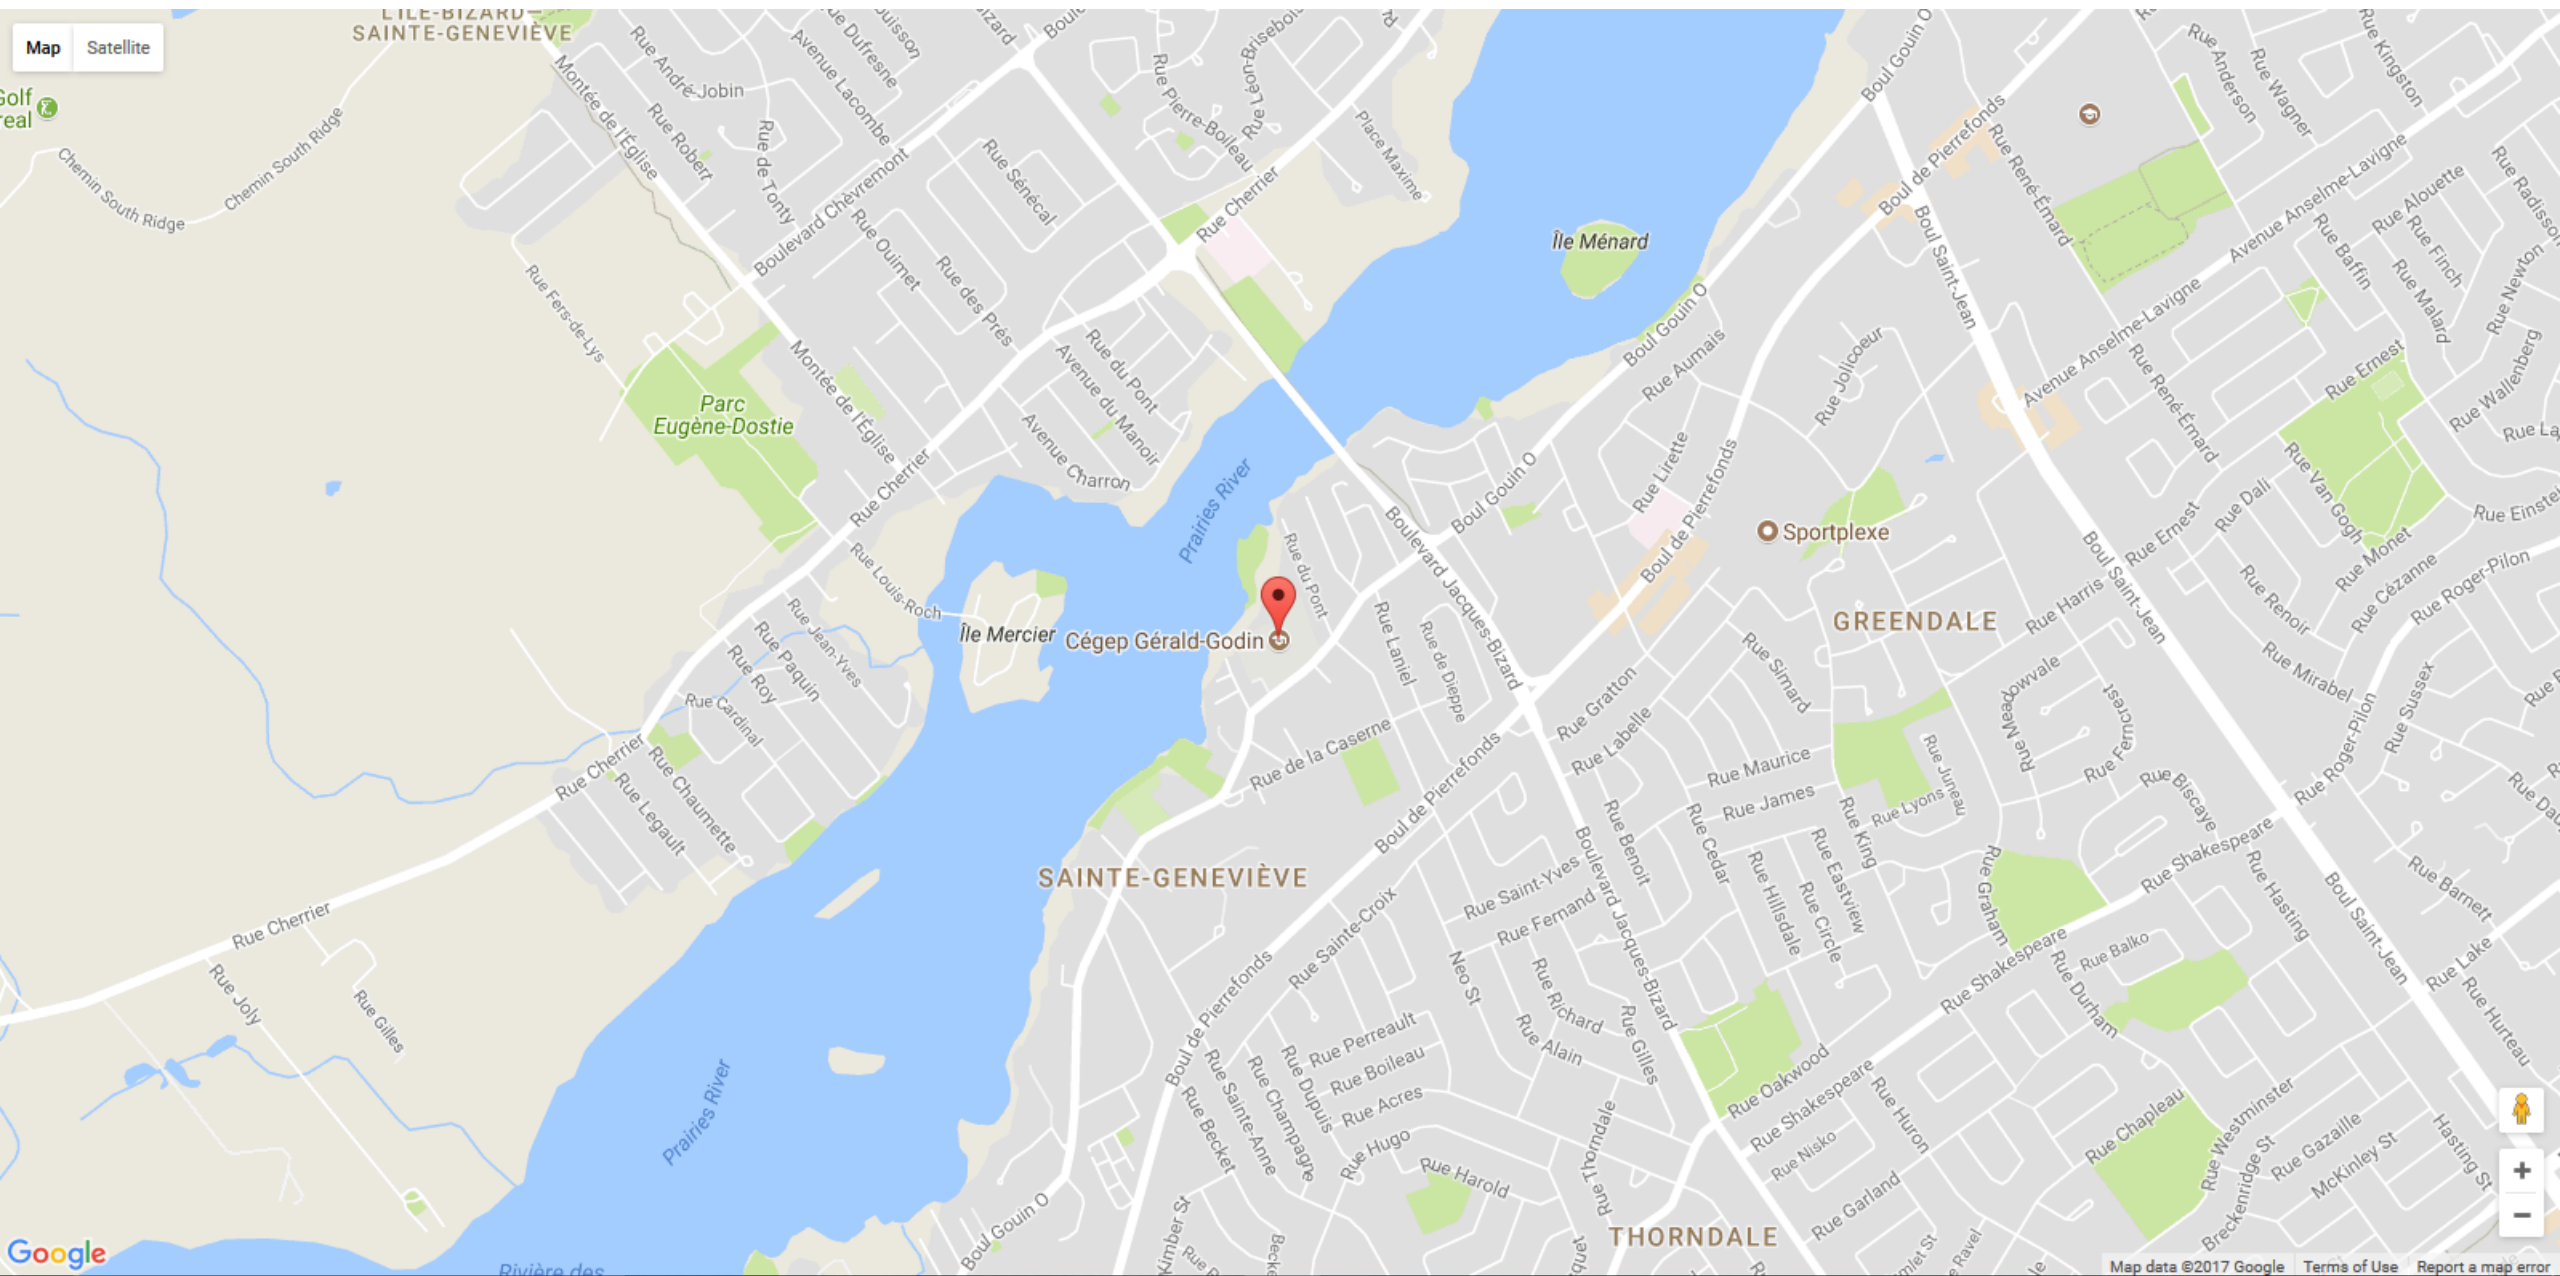 L'ÎLE-BIZARD—
SAINTE-GENEVIÈVE
Map
Satellite
Golf
Chemin South Ridge
Chemin South Ridge
Montée de l'Église
Rue André-Jobin
Rue Robert
Rue de Tonty
Avenue Lacombe
Rue Dufresne
Boulevard Chèvremont
Rue Sénécal
Rue Ouimet
Rue des Prés
Rue Pierre-Boileau
Rue Léon-Brisebois
Place Maxime
Rue Cherrier
Île Ménard
Boul Gouin O
Boul de Pierrefonds
Boul de Pierrefonds
Rue René-Émard
Boul Saint-Jean
Rue Anderson
Rue Wagner
Rue Kingston
Avenue Anselme-Lavigne
Avenue Anselme-Lavigne
Avenue Anselme-Lavigne
Rue Alouette
Rue Finch
Rue Baffin
Rue Malard
Rue Radisson
Rue Newton
Rue Wallenberg
Rue Fers-de-Lys
Parc
Eugène-Dostie
Montée de l'Église
Rue du Pont
Avenue du Manoir
Avenue Charron
Rue Cherrier
Boul Gouin O
Rue Aumais
Rue Jolicoeur
Rue Lirette
Rue René-Émard
Rue Ernest
Rue Van Gogh
Rue Dali
Rue Ernest
Rue Monet
Rue Cézanne
Rue Roger-Pilon
Prairies River
Boul Gouin O
Boulevard Jacques-Bizard
Boul de Pierrefonds
Sportplexe
GREENDALE
Boul Saint-Jean
Rue Harris
Rue Renoir
Rue Mirabel
Rue Sussex
Rue Roger-Pilon
Rue Louis-Roch
Île Mercier
Cégep Gérald-Godin
Rue du Pont
Rue Laniel
Rue de Dieppe
Rue Jean-Yves
Rue Paquin
Rue Roy
Rue Cardinal
Rue Cherrier
Rue Chaumette
Rue Legault
Rue de la Caserne
Boul de Pierrefonds
Rue Gratton
Rue Labelle
Rue Simard
Rue Maurice
Rue James
Rue Juneau
Rue Lyons
Rue King
Rue Meadowvale
Rue Ferncrest
Rue Biscaye
Rue Shakespeare
Rue Hasting
Rue Barnett
Rue Lake
Rue Hurteau
Boul Saint-Jean
SAINTE-GENEVIÈVE
Rue Cherrier
Rue Joly
Rue Gilles
Rue Sainte-Croix
Rue Saint-Yves
Rue Fernand
Rue Benoit
Boulevard Jacques-Bizard
Rue Cedar
Rue Hillsdale
Rue Circle
Rue Eastview
Rue Graham
Rue Shakespeare
Rue Balko
Rue Durham
Neo St
Rue Richard
Rue Alain
Rue Gilles
Boul de Pierrefonds
Rue Perreault
Rue Boileau
Rue Acres
Rue Hugo
Rue Harold
Rue Dupuis
Rue Champagne
Rue Sainte-Anne
Rue Becket
Rue Thorndale
Rue Oakwood
Rue Shakespeare
Rue Nisko
Rue Huron
Rue Garland
Rue Chapleau
Rue Westminster
Breckenridge St
Rue Gazaille
McKinley St
Hasting St
Prairies River
Boul Gouin O
Kimber St
THORNDALE
Rivière des
Google
Map data ©2017 Google
Terms of Use
Report a map error